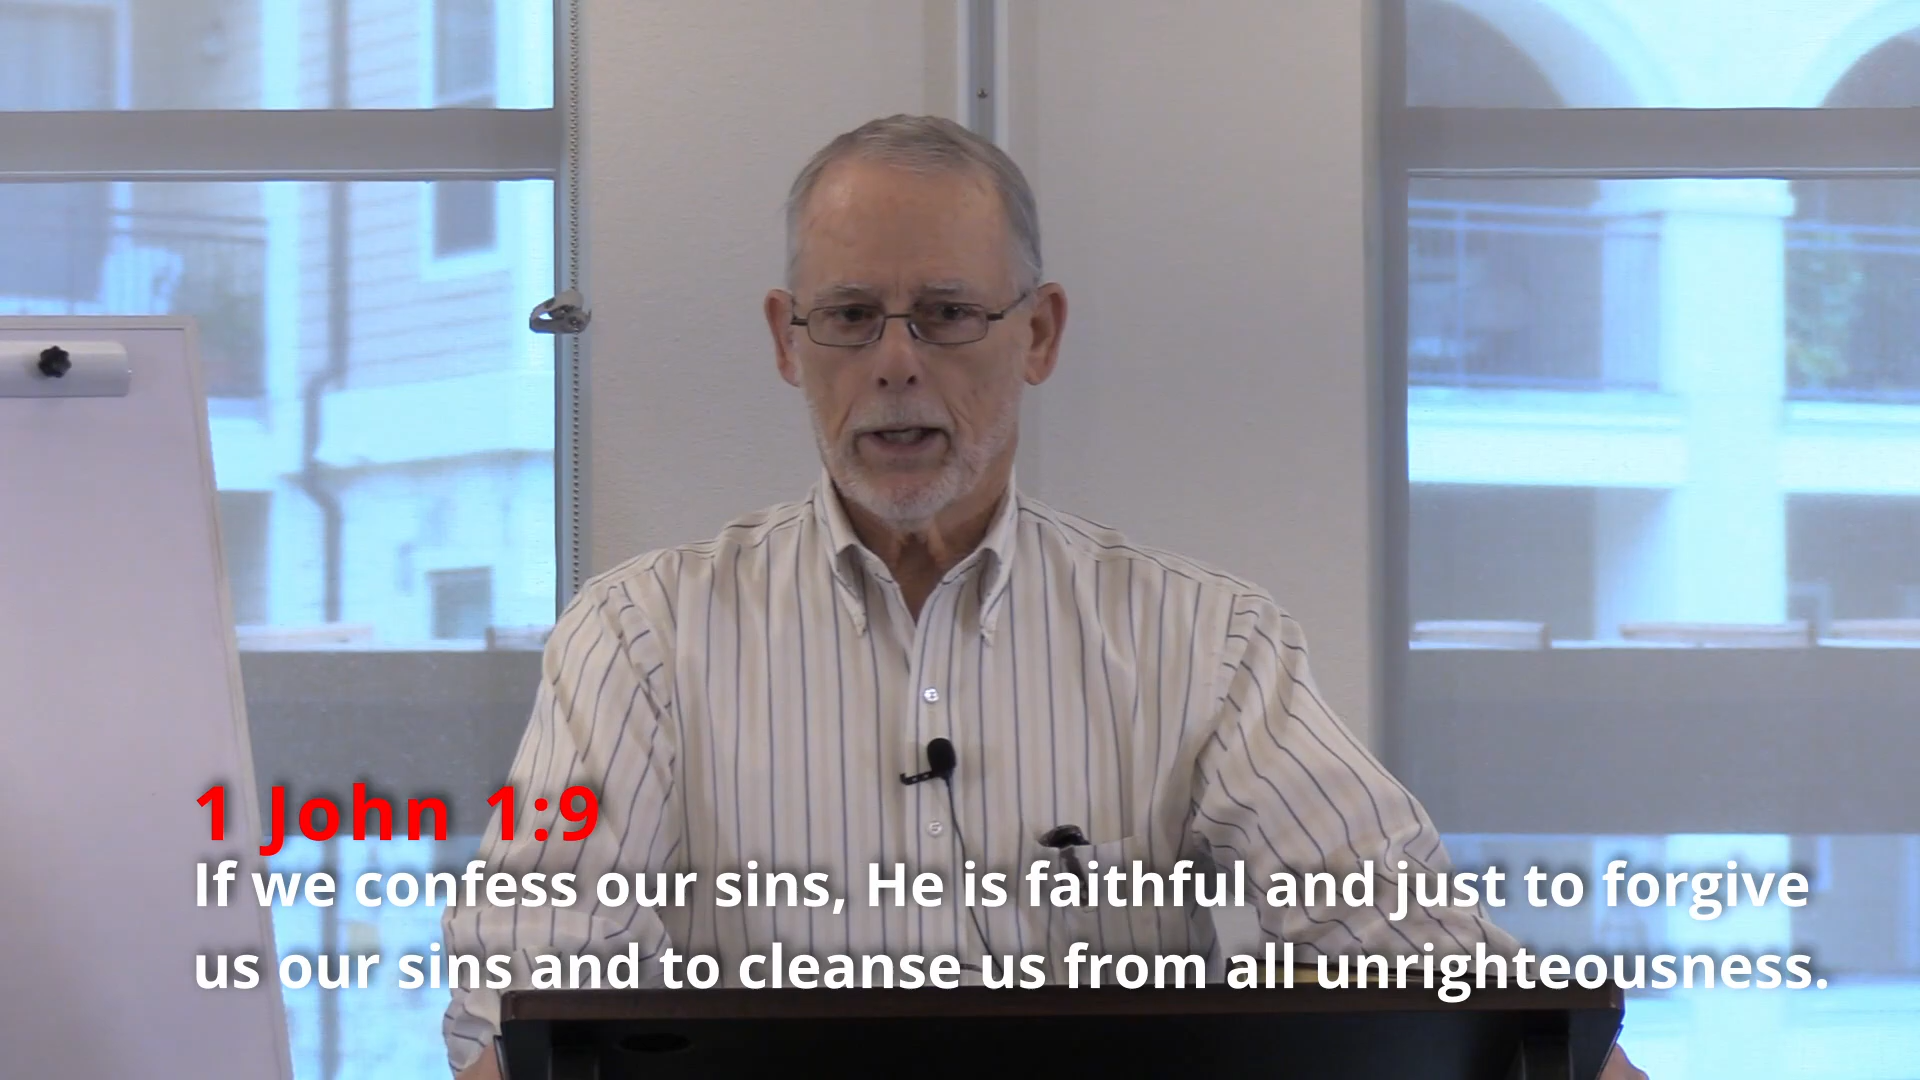 1 John 1:9
If we confess our sins, He is faithful and just to forgive
us our sins and to cleanse us from all unrighteousness.